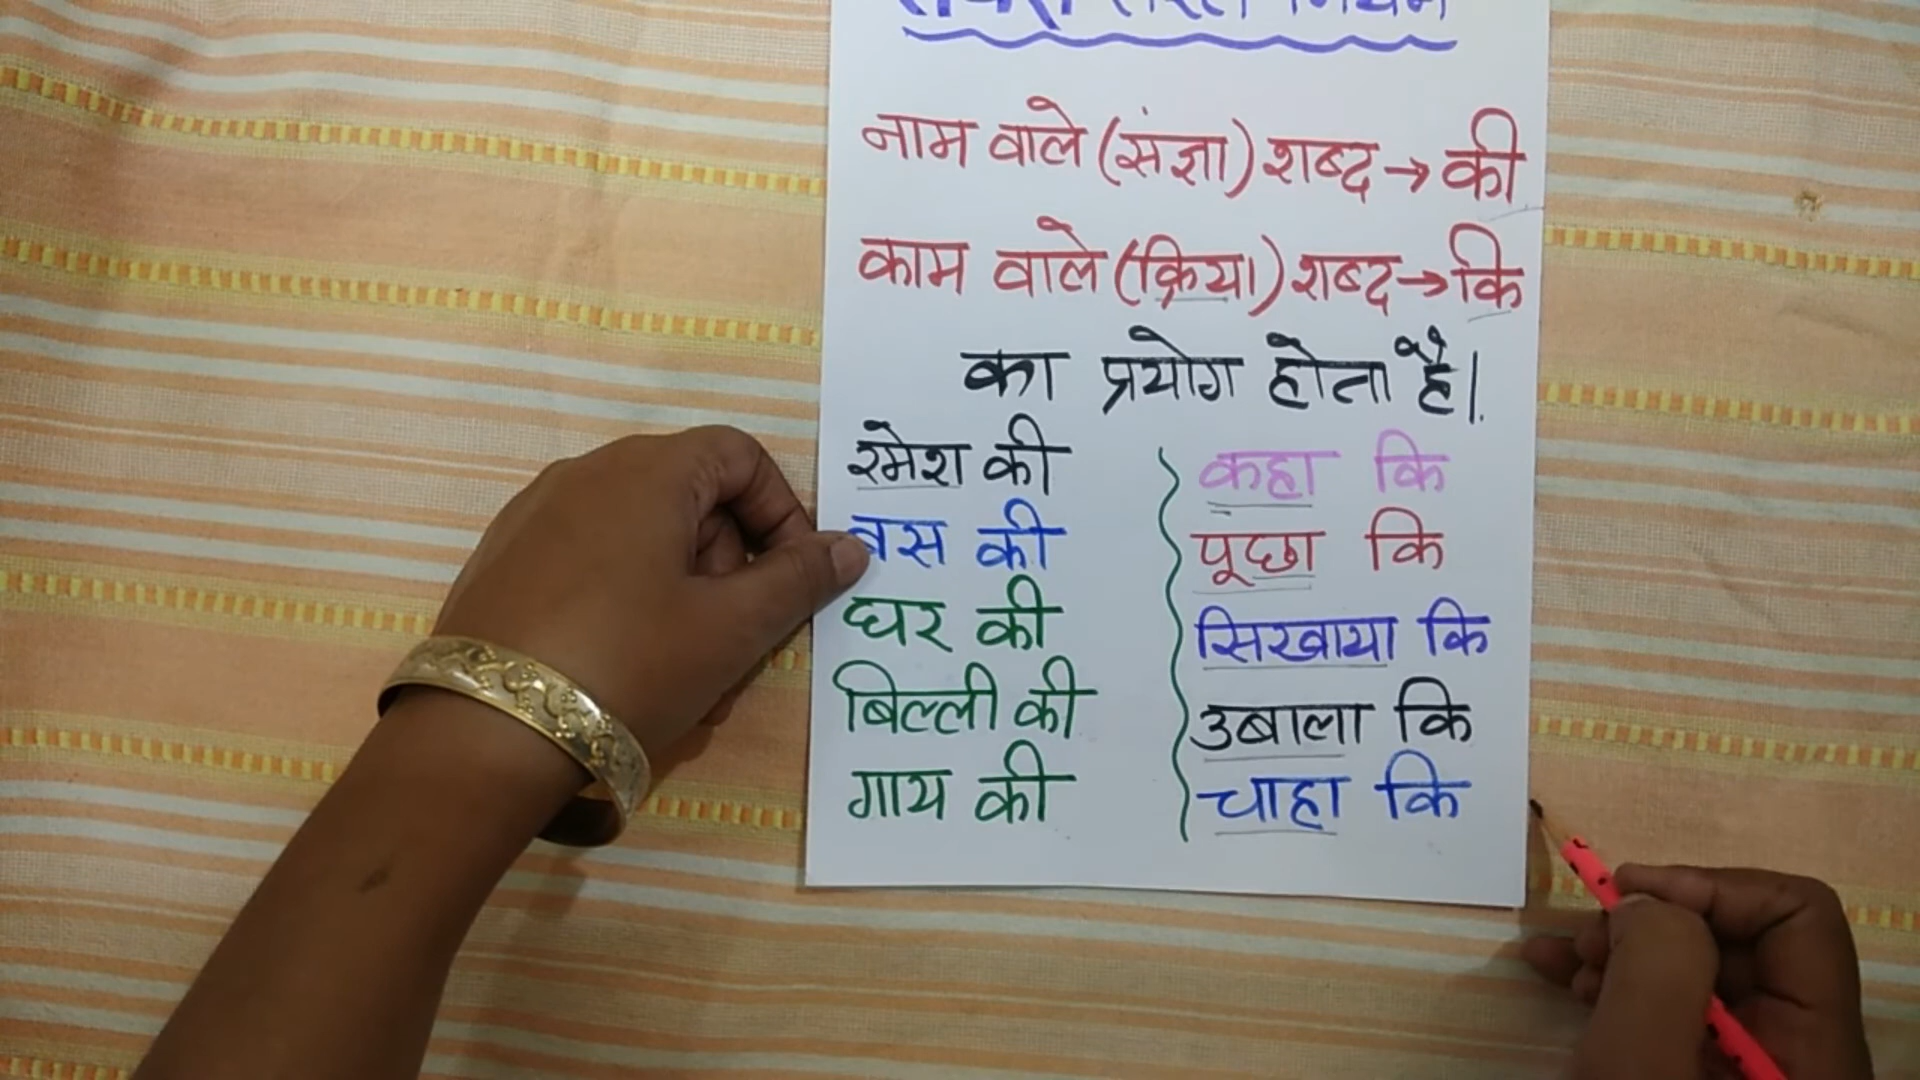 नाम वाले (संज्ञा) शब्द → की
काम वाले (क्रिया) शब्द → कि
का प्रयोग होता है।
रमेश की
बस की
घर की
बिल्ली की
गाय की
कहा कि
पूछा कि
सिखाया कि
उबाला कि
चाहा कि